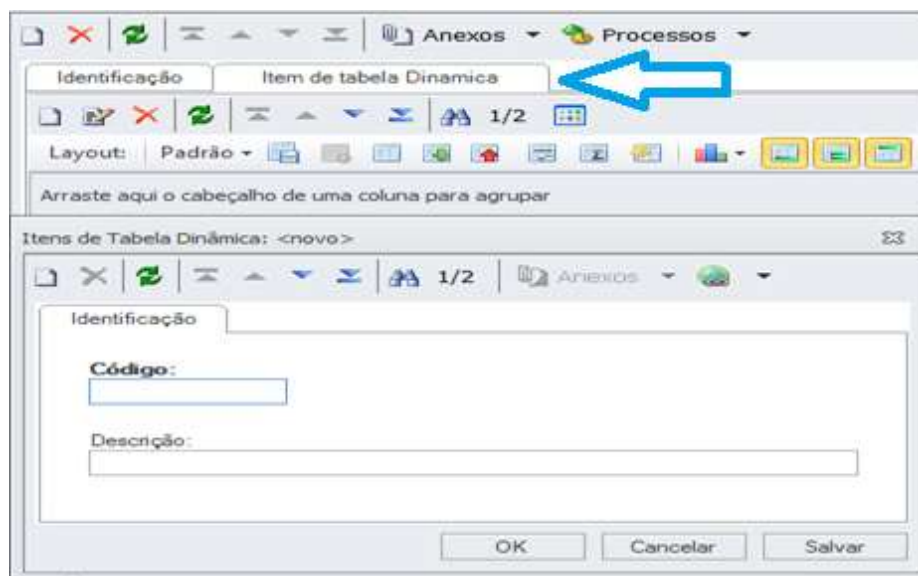 Anexos Processos
Identificação Item de tabela Dinamica
1/2
Layout: Padrão
Arraste aqui o cabeçalho de uma coluna para agrupar
Itens de Tabela Dinâmica: <novo>
1/2 Anexos
Identificação
Código:
Descrição:
OK Cancelar Salvar